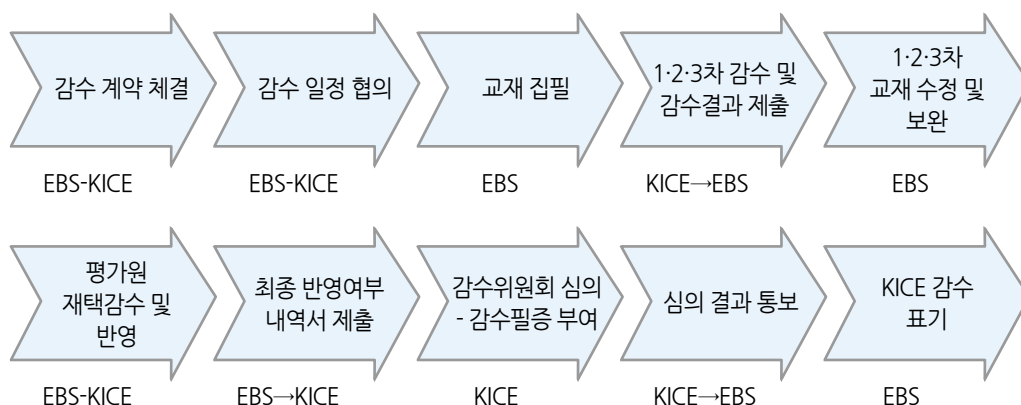 감수 계약 체결
EBS-KICE
감수 일정 협의
EBS-KICE
교재 집필
EBS
1·2·3차 감수 및
감수결과 제출
KICE→EBS
1·2·3차
교재 수정 및
보완
EBS
평가원
재택감수 및
반영
EBS-KICE
최종 반영여부
내역서 제출
EBS→KICE
감수위원회 심의
- 감수필증 부여
KICE
심의 결과 통보
KICE→EBS
KICE 감수
표기
EBS